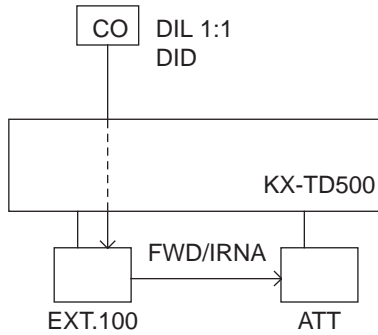 CO DIL 1:1
DID
KX-TD500
FWD/IRNA
EXT.100 ATT